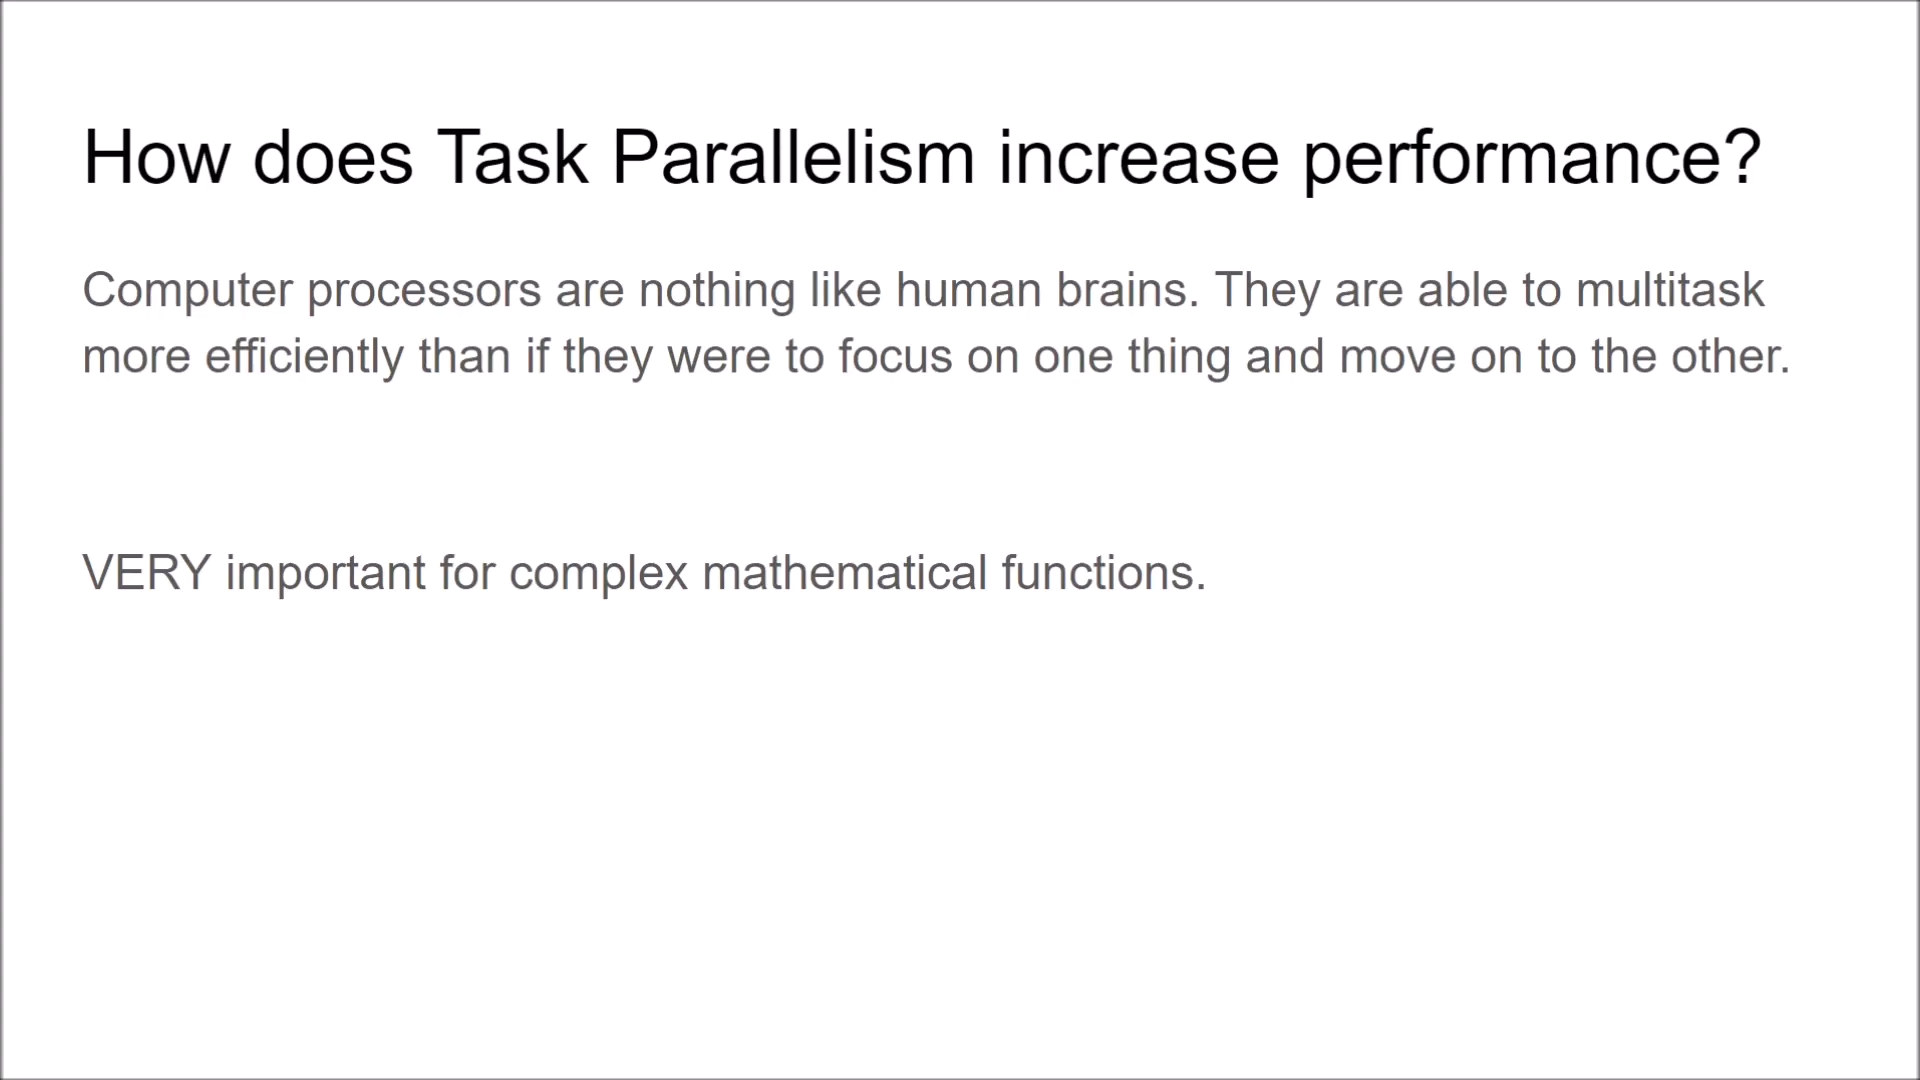 How does Task Parallelism increase performance?
Computer processors are nothing like human brains. They are able to multitask
more efficiently than if they were to focus on one thing and move on to the other.
VERY important for complex mathematical functions.